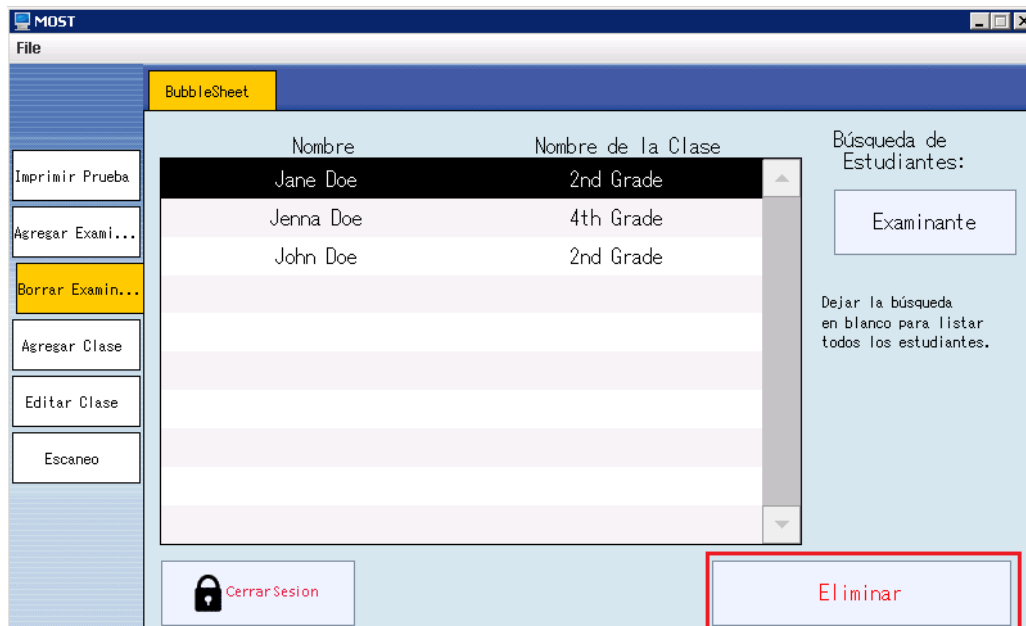 MOST
File
BubbleSheet
Imprimir Prueba
Agregar Exami...
Borrar Examin...
Agregar Clase
Editar Clase
Escaneo
Nombre Nombre de la Clase
Jane Doe 2nd Grade
Jenna Doe 4th Grade
John Doe 2nd Grade
Búsqueda de
Estudiantes:
Examinante
Dejar la búsqueda
en blanco para listar
todos los estudiantes.
Cerrar Sesion
Eliminar